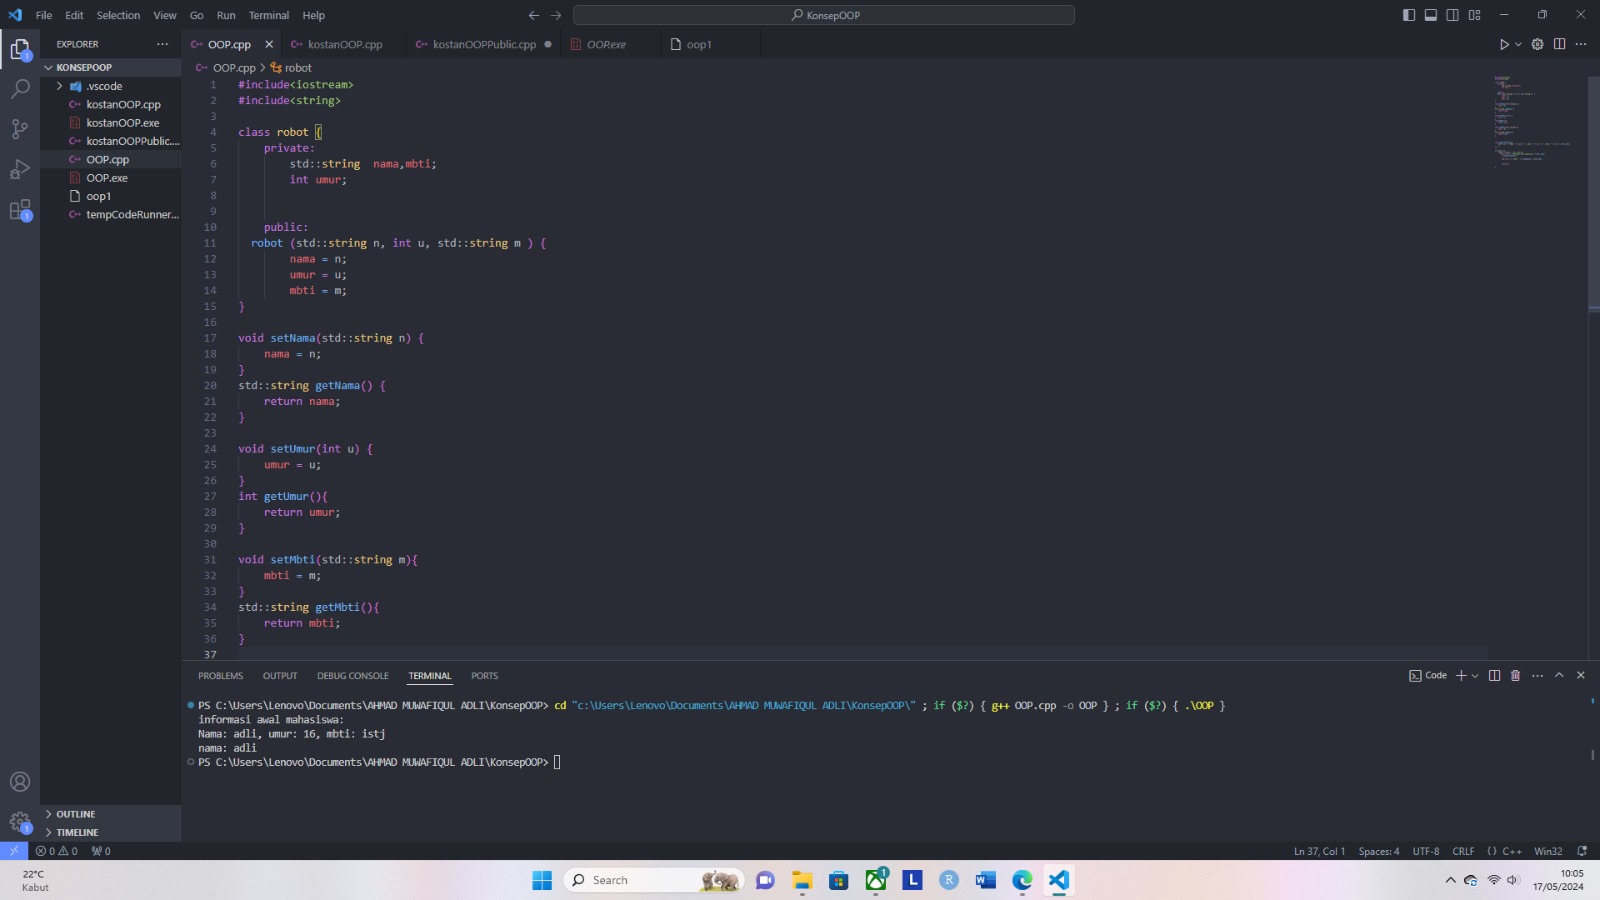 File Edit Selection View Go Run Terminal Help
KonsepOOP
EXPLORER
KONSEPOOP
.vscode
kostanOOP.cpp
kostanOOP.exe
kostanOOPPublic....
OOP.cpp
OOP.exe
oop1
tempCodeRunner...
OUTLINE
TIMELINE
OOP.cpp kostanOOP.cpp kostanOOPPublic.cpp OOP.exe oop1
OOP.cpp > robot
1 #include<iostream>
2 #include<string>
3
4 class robot {
5 private:
6 std::string  nama,mbti;
7 int umur;
8
9
10 public:
11 robot (std::string n, int u, std::string m ) {
12 nama = n;
13 umur = u;
14 mbti = m;
15 }
16
17 void setNama(std::string n) {
18 nama = n;
19 }
20 std::string getNama() {
21 return nama;
22 }
23
24 void setUmur(int u) {
25 umur = u;
26 }
27 int getUmur(){
28 return umur;
29 }
30
31 void setMbti(std::string m){
32 mbti = m;
33 }
34 std::string getMbti(){
35 return mbti;
36 }
37
PROBLEMS OUTPUT DEBUG CONSOLE TERMINAL PORTS
Code
PS C:\Users\Lenovo\Documents\AHMAD MUWAFIQUL ADLI\KonsepOOP> cd "c:\Users\Lenovo\Documents\AHMAD MUWAFIQUL ADLI\KonsepOOP\" ; if ($?) { g++ OOP.cpp -o OOP } ; if ($?) { .\OOP }
informasi awal mahasiswa:
Nama: adli, umur: 16, mbti: istj
nama: adli
PS C:\Users\Lenovo\Documents\AHMAD MUWAFIQUL ADLI\KonsepOOP>
0 0 0
Ln 37, Col 1 Spaces: 4 UTF-8 CRLF {} C++ Win32
22°C
Kabut
Search
10:05
17/05/2024